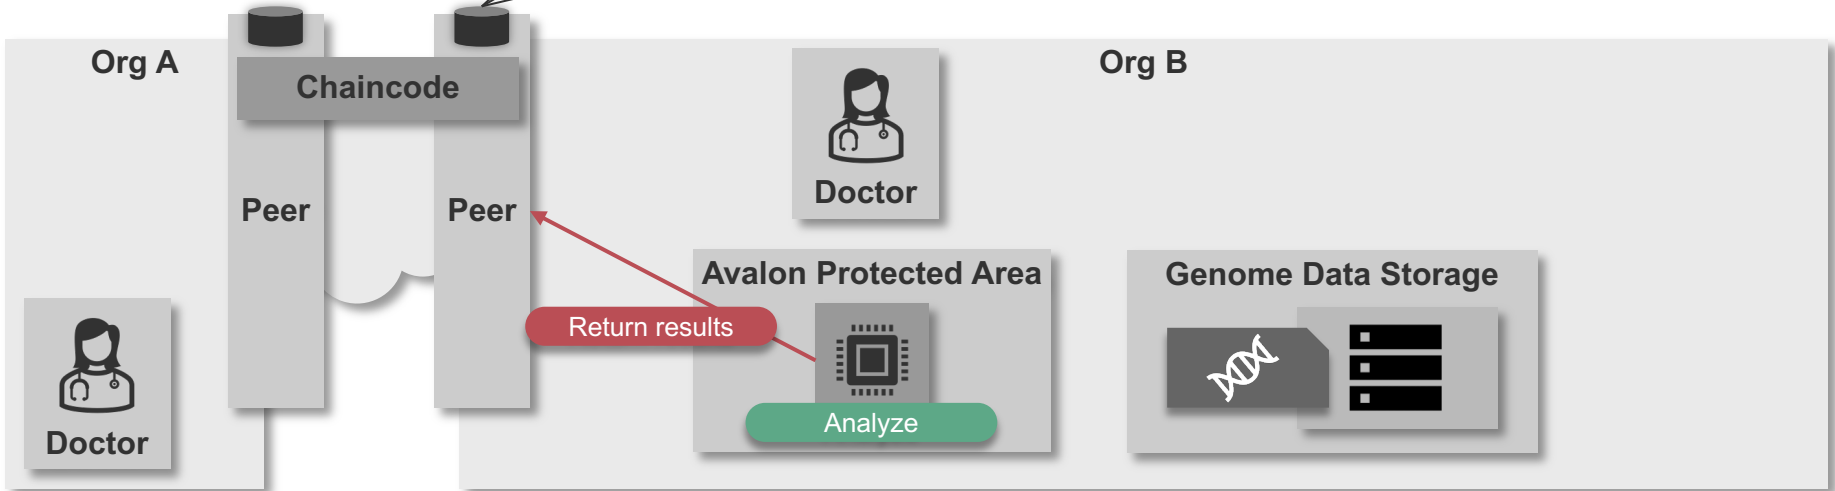 Org A
Org B
Chaincode
Doctor
Peer
Peer
Avalon Protected Area
Genome Data Storage
Return results
Analyze
Doctor